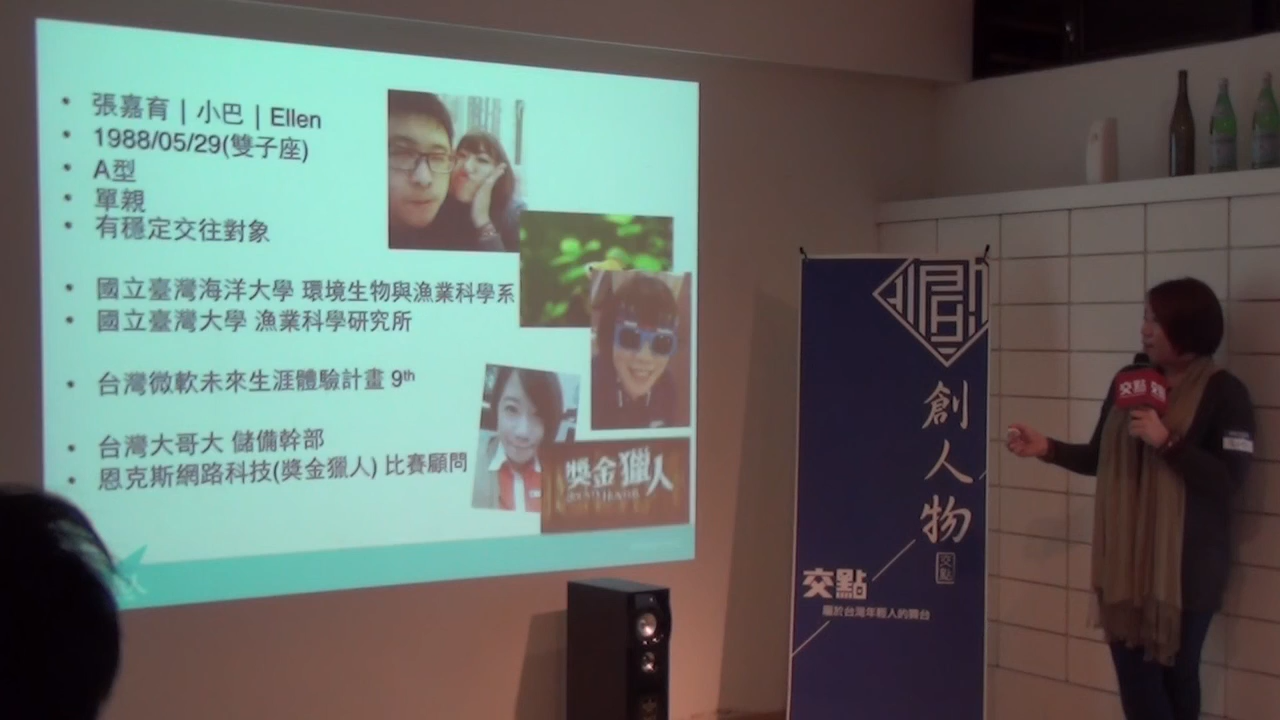 張嘉育 | 小巴 | Ellen
1988/05/29(雙子座)
A型
單親
有穩定交往對象
國立臺灣海洋大學 環境生物與漁業科學系
國立臺灣大學 漁業科學研究所
台灣微軟未來生涯體驗計畫 9th
台灣大哥大 儲備幹部
恩克斯網路科技(獎金獵人) 比賽顧問
獎金獵人
創人物
交點
交點
屬於台灣年輕人的舞台
交點